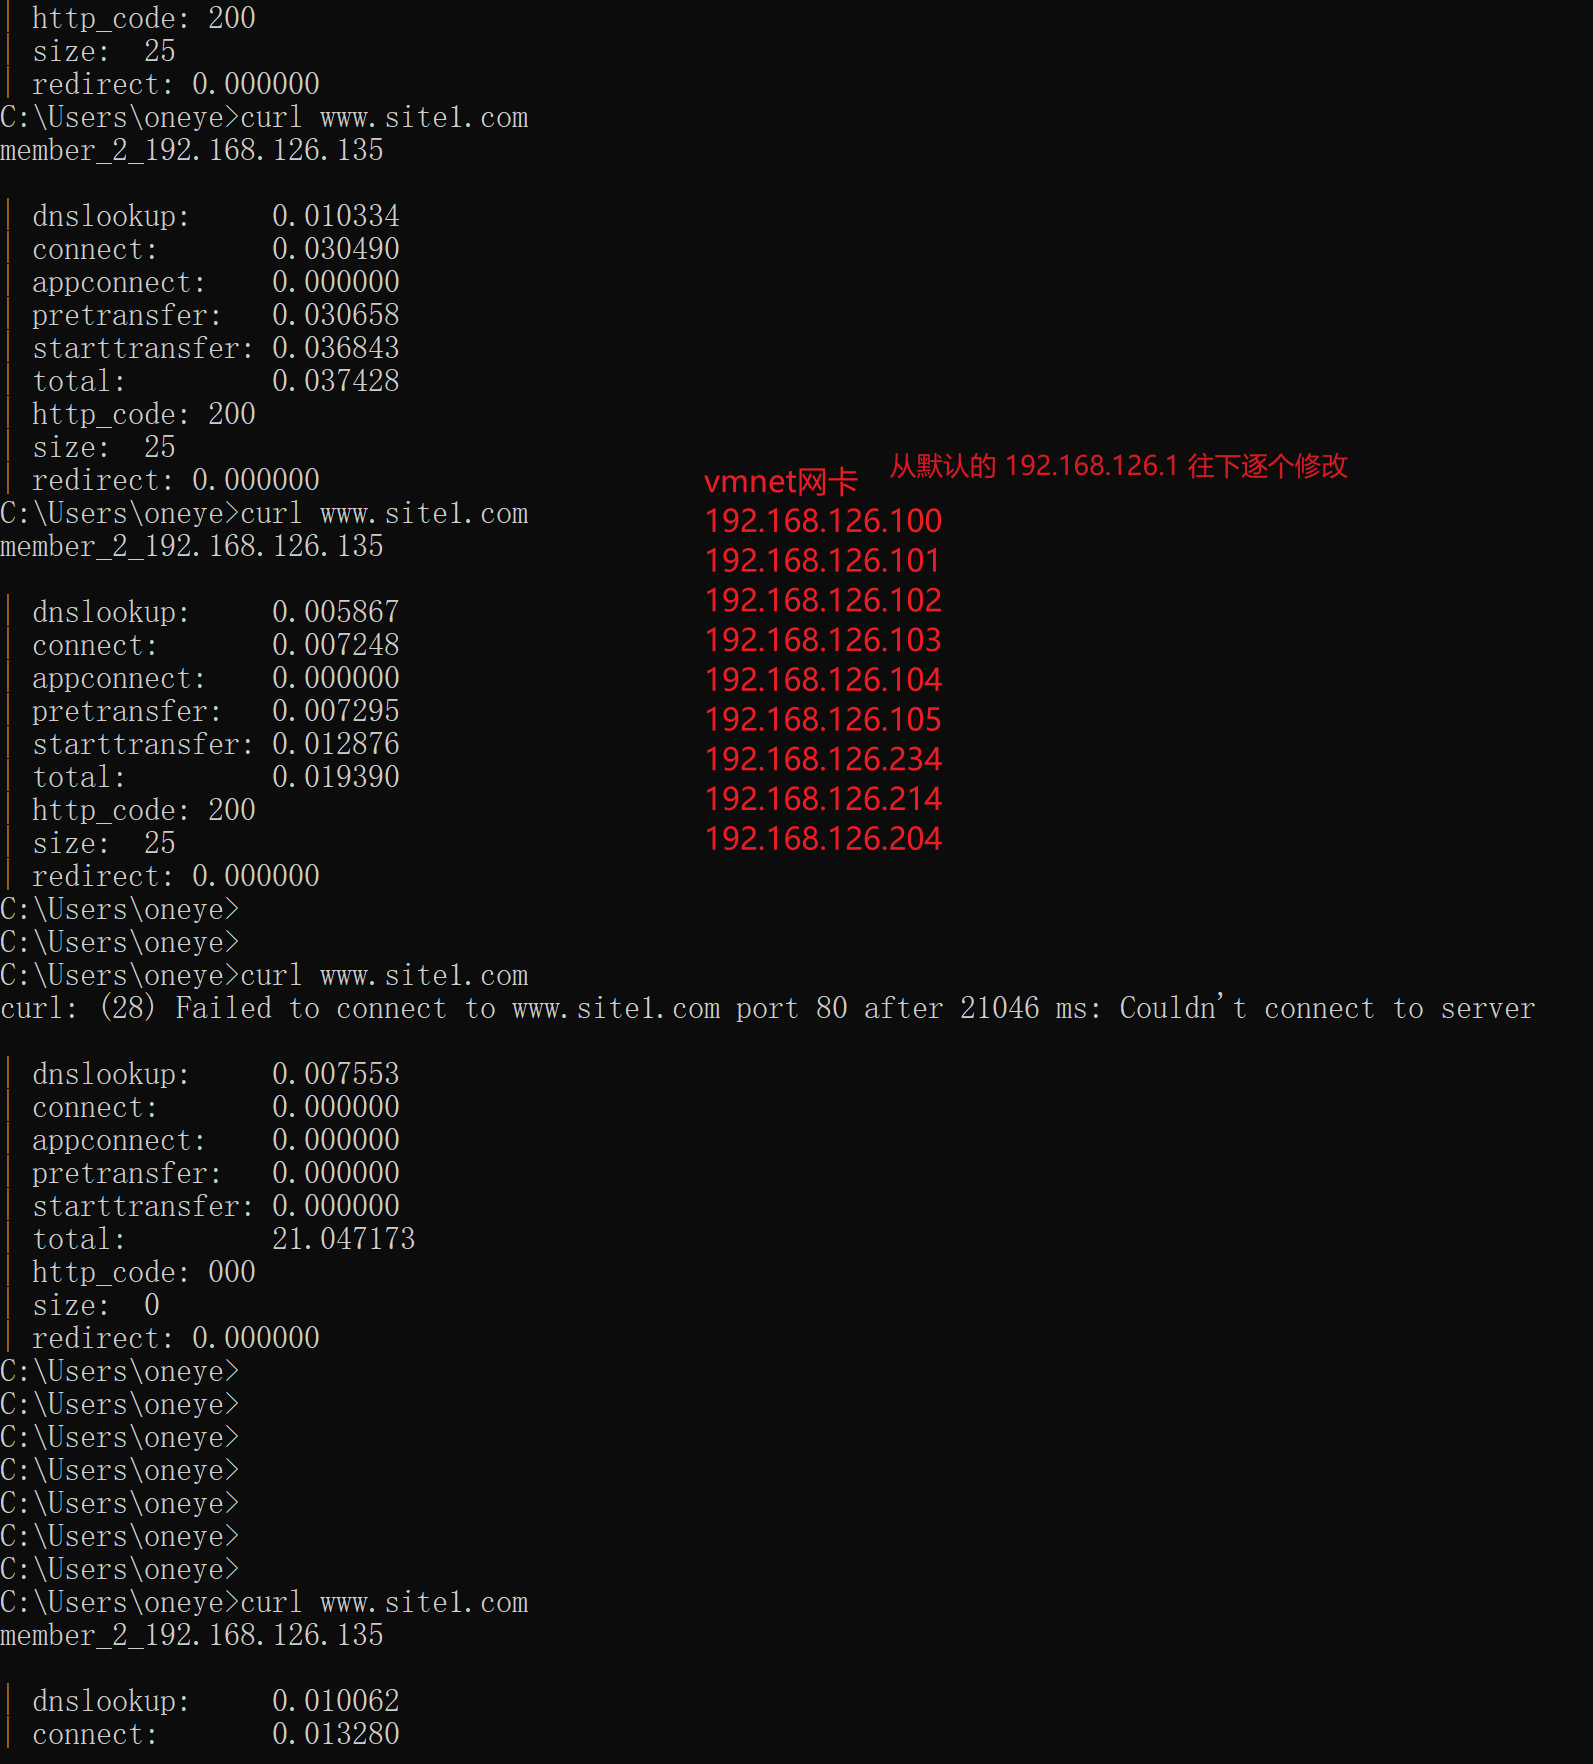 | http_code: 200
| size:  25
| redirect: 0.000000
C:\Users\oneye>curl www.site1.com
member_2_192.168.126.135
| dnslookup:     0.010334
| connect:       0.030490
| appconnect:    0.000000
| pretransfer:   0.030658
| starttransfer: 0.036843
| total:         0.037428
| http_code: 200
| size:  25
| redirect: 0.000000
C:\Users\oneye>curl www.site1.com
member_2_192.168.126.135
| dnslookup:     0.005867
| connect:       0.007248
| appconnect:    0.000000
| pretransfer:   0.007295
| starttransfer: 0.012876
| total:         0.019390
| http_code: 200
| size:  25
| redirect: 0.000000
C:\Users\oneye>
C:\Users\oneye>
C:\Users\oneye>curl www.site1.com
curl: (28) Failed to connect to www.site1.com port 80 after 21046 ms: Couldn't connect to server
| dnslookup:     0.007553
| connect:       0.000000
| appconnect:    0.000000
| pretransfer:   0.000000
| starttransfer: 0.000000
| total:         21.047173
| http_code: 000
| size:  0
| redirect: 0.000000
C:\Users\oneye>
C:\Users\oneye>
C:\Users\oneye>
C:\Users\oneye>
C:\Users\oneye>
C:\Users\oneye>
C:\Users\oneye>
C:\Users\oneye>curl www.site1.com
member_2_192.168.126.135
| dnslookup:     0.010062
| connect:       0.013280
从默认的 192.168.126.1 往下逐个修改
vmnet网卡
192.168.126.100
192.168.126.101
192.168.126.102
192.168.126.103
192.168.126.104
192.168.126.105
192.168.126.234
192.168.126.214
192.168.126.204